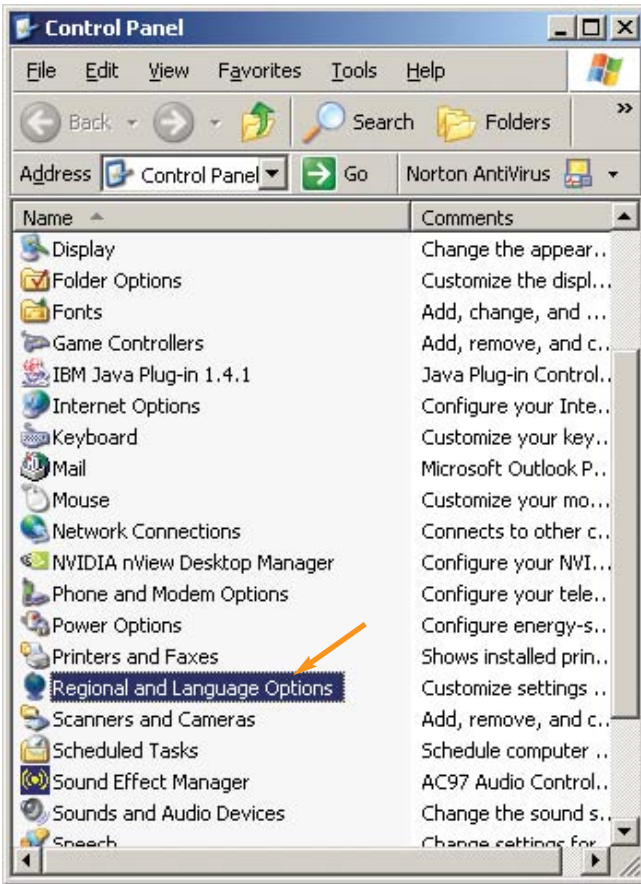 Control Panel
File Edit View Favorites Tools Help
Back Search Folders »
Address Control Panel Go Norton AntiVirus
Name Comments
Display Change the appear...
Folder Options Customize the displ...
Fonts Add, change, and ...
Game Controllers Add, remove, and c...
IBM Java Plug-in 1.4.1 Java Plug-in Control...
Internet Options Configure your Inte...
Keyboard Customize your key...
Mail Microsoft Outlook P...
Mouse Customize your mo...
Network Connections Connects to other c...
NVIDIA nView Desktop Manager Configure your NVI...
Phone and Modem Options Configure your tele...
Power Options Configure energy-s...
Printers and Faxes Shows installed prin...
Regional and Language Options Customize settings ...
Scanners and Cameras Add, remove, and c...
Scheduled Tasks Schedule computer ...
Sound Effect Manager AC97 Audio Control...
Sounds and Audio Devices Change the sound s...
Speech Change settings for